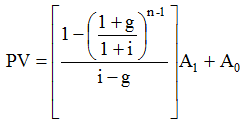 PV = [ (1 − ((1 + g) / (1 + i))^(n-1)) / (i − g) ] A₁ + A₀